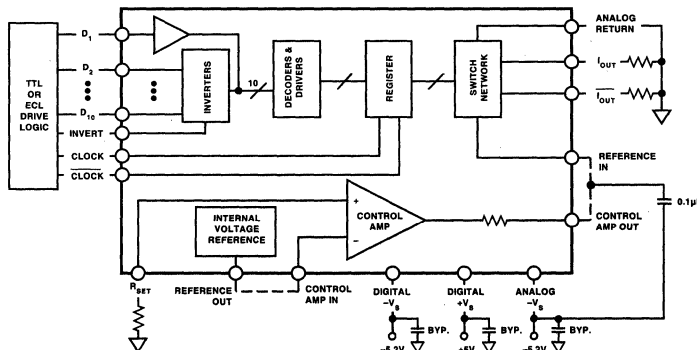 ANALOG
RETURN
D1
D2
D10
TTL
OR
ECL
DRIVE
LOGIC
INVERT
CLOCK
CLOCK
INVERTERS
10
DECODERS &
DRIVERS
REGISTER
SWITCH
NETWORK
IOUT
IOUT
REFERENCE
IN
0.1μ
CONTROL
AMP OUT
+
CONTROL
AMP
−
INTERNAL
VOLTAGE
REFERENCE
RSET
REFERENCE
OUT
CONTROL
AMP IN
DIGITAL
−VS
DIGITAL
+VS
ANALOG
−VS
BYP.
BYP.
BYP.
−5.2V
+5V
−5.2V